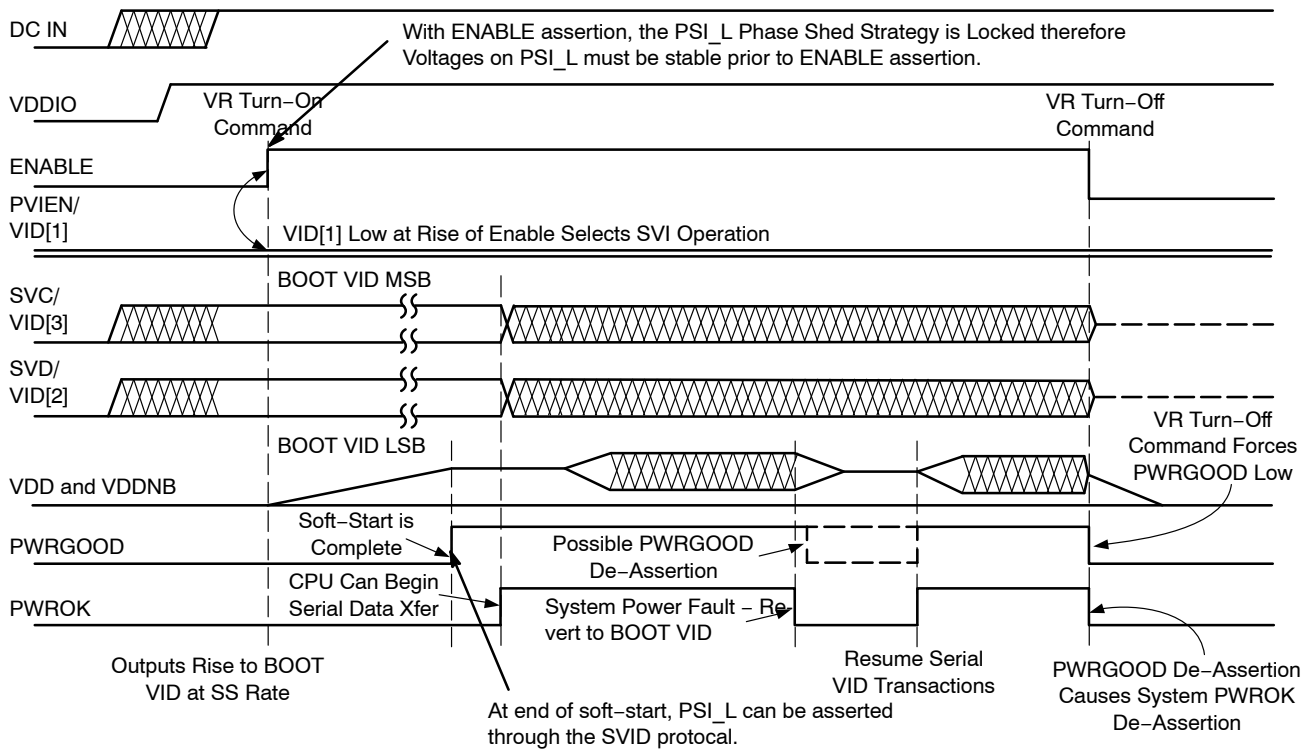 DC IN
With ENABLE assertion, the PSI_L Phase Shed Strategy is Locked therefore
Voltages on PSI_L must be stable prior to ENABLE assertion.
VDDIO
VR Turn−On
Command
VR Turn−Off
Command
ENABLE
PVIEN/
VID[1]
VID[1] Low at Rise of Enable Selects SVI Operation
BOOT VID MSB
SVC/
VID[3]
SVD/
VID[2]
BOOT VID LSB
VR Turn−Off
Command Forces
PWRGOOD Low
VDD and VDDNB
Soft−Start is
Complete
PWRGOOD
Possible PWRGOOD
De−Assertion
CPU Can Begin
Serial Data Xfer
PWROK
System Power Fault − Re-
vert to BOOT VID
Outputs Rise to BOOT
VID at SS Rate
Resume Serial
VID Transactions
PWRGOOD De−Assertion
Causes System PWROK
De−Assertion
At end of soft−start, PSI_L can be asserted
through the SVID protocal.